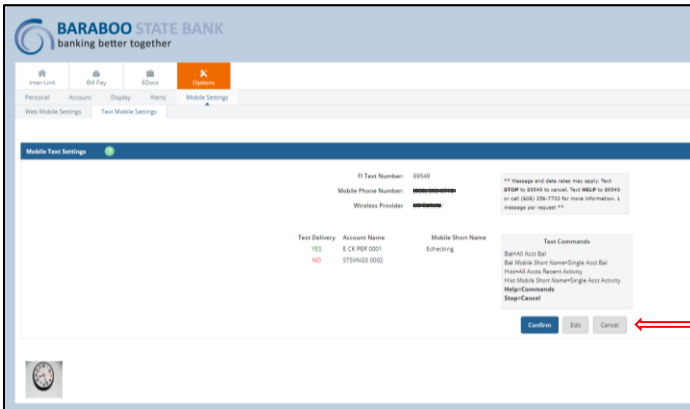 BARABOO STATE BANK
banking better together
Inter-Link Bill Pay EDocs Options
Personal Account Display Alerts Mobile Settings
Web Mobile Settings Text Mobile Settings
Mobile Text Settings ?
FI Text Number: 89549
Mobile Phone Number:
Wireless Provider
** Message and data rates may apply. Text
STOP to 89549 to cancel. Text HELP to 89549
or call (608) 356-7703 for more information. 1
message per request **
Text Delivery Account Name Mobile Short Name
YES E CK PER 0001 Echecking
NO STSVNGS 0002
Text Commands
Bal=All Acct Bal
Bal Mobile Short Name=Single Acct Bal
Hist=All Accts Recent Activity
Hist Mobile Short Name=Single Acct Activity
Help=Commands
Stop=Cancel
Confirm Edit Cancel